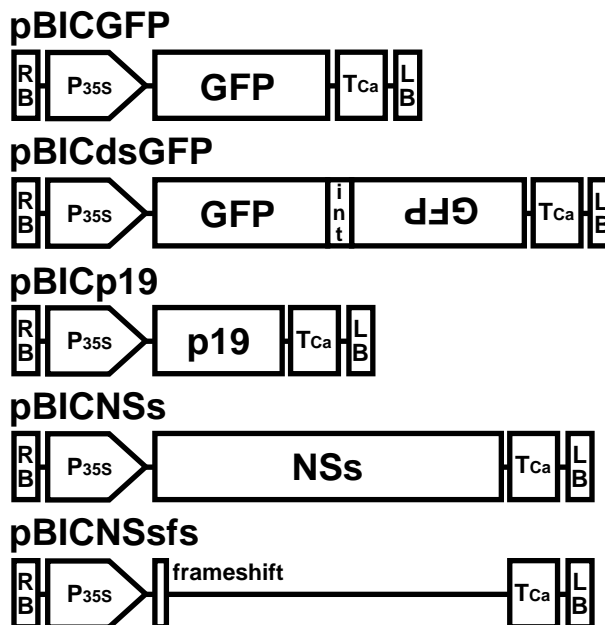 pBICGFP
RB P35S GFP TCa LB
pBICdsGFP
RB P35S GFP int GFP TCa LB
pBICp19
RB P35S p19 TCa LB
pBICNSs
RB P35S NSs TCa LB
pBICNSsfs
RB P35S frameshift TCa LB